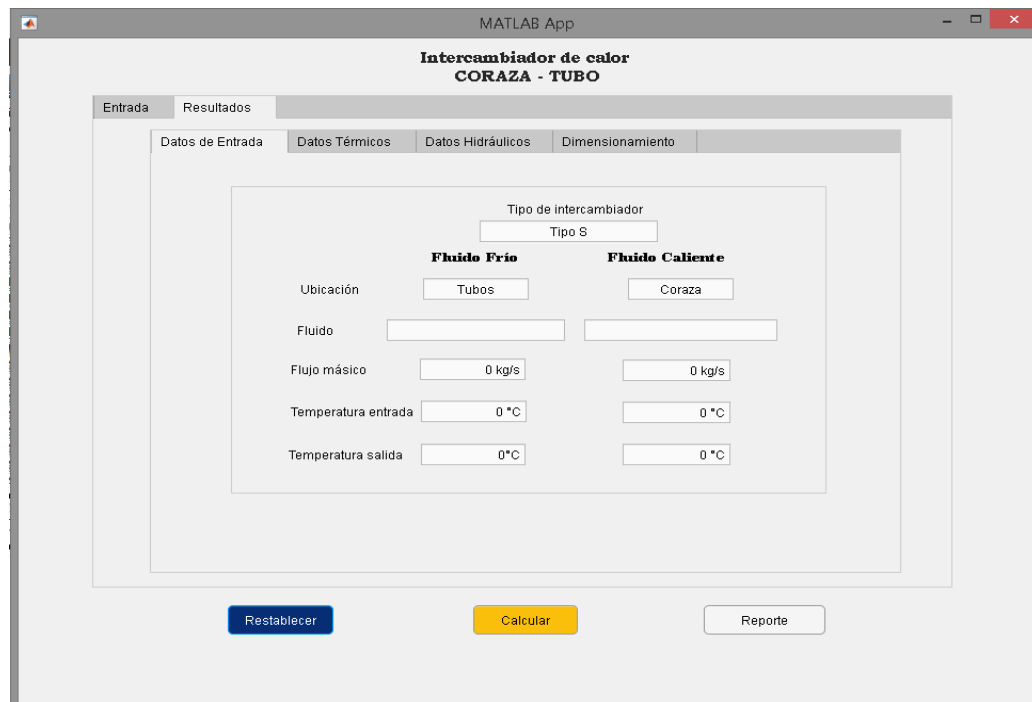 MATLAB App
Intercambiador de calor
CORAZA - TUBO
Entrada Resultados
Datos de Entrada Datos Térmicos Datos Hidráulicos Dimensionamiento
Tipo de intercambiador
Tipo S
Fluido Frío Fluido Caliente
Ubicación Tubos Coraza
Fluido
Flujo másico 0 kg/s 0 kg/s
Temperatura entrada 0 °C 0 °C
Temperatura salida 0°C 0 °C
Restablecer Calcular Reporte